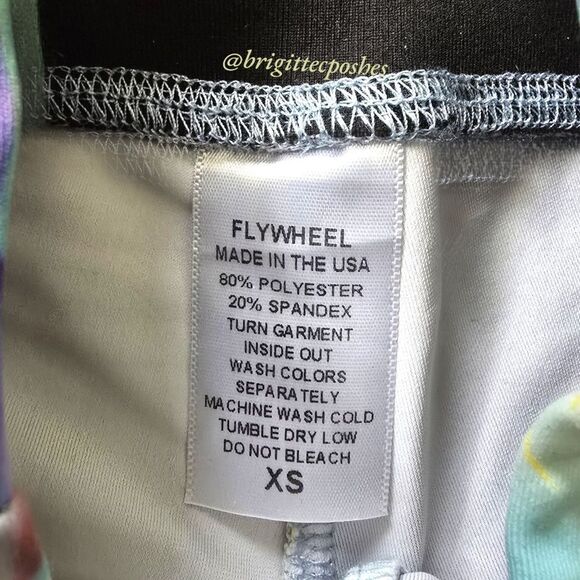 @brigittecposhes
FLYWHEEL
MADE IN THE USA
80% POLYESTER
20% SPANDEX
TURN GARMENT
INSIDE OUT
WASH COLORS
SEPARATELY
MACHINE WASH COLD
TUMBLE DRY LOW
DO NOT BLEACH
XS